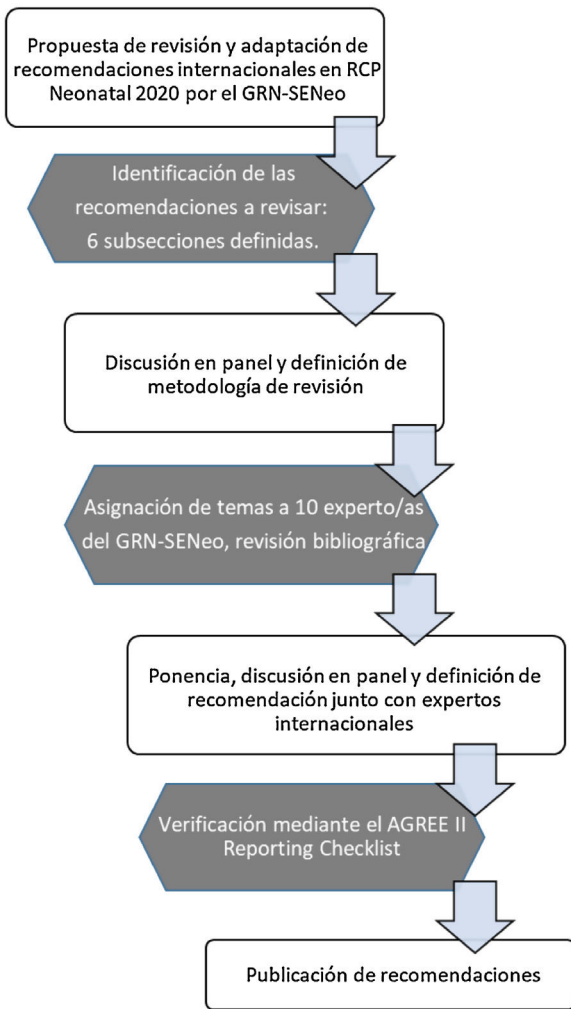 Propuesta de revisión y adaptación de
recomendaciones internacionales en RCP
Neonatal 2020 por el GRN-SENeo
Identificación de las
recomendaciones a revisar:
6 subsecciones definidas.
Discusión en panel y definición de
metodología de revisión
Asignación de temas a 10 experto/as
del GRN-SENeo, revisión bibliográfica
Ponencia, discusión en panel y definición de
recomendación junto con expertos
internacionales
Verificación mediante el AGREE II
Reporting Checklist
Publicación de recomendaciones